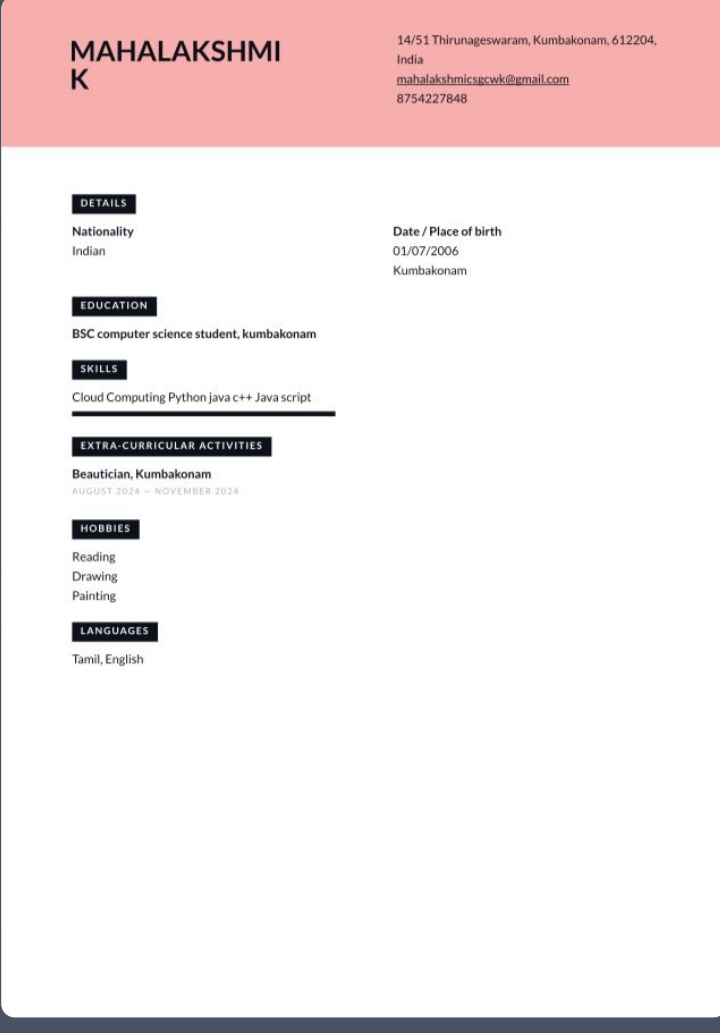 MAHALAKSHMI
K
14/51 Thirunageswaram, Kumbakonam, 612204,
India
mahalakshmicsgcwk@gmail.com
8754227848
DETAILS
Nationality
Indian
Date / Place of birth
01/07/2006
Kumbakonam
EDUCATION
BSC computer science student, kumbakonam
SKILLS
Cloud Computing Python java c++ Java script
EXTRA-CURRICULAR ACTIVITIES
Beautician, Kumbakonam
AUGUST 2024 — NOVEMBER 2024
HOBBIES
Reading
Drawing
Painting
LANGUAGES
Tamil, English